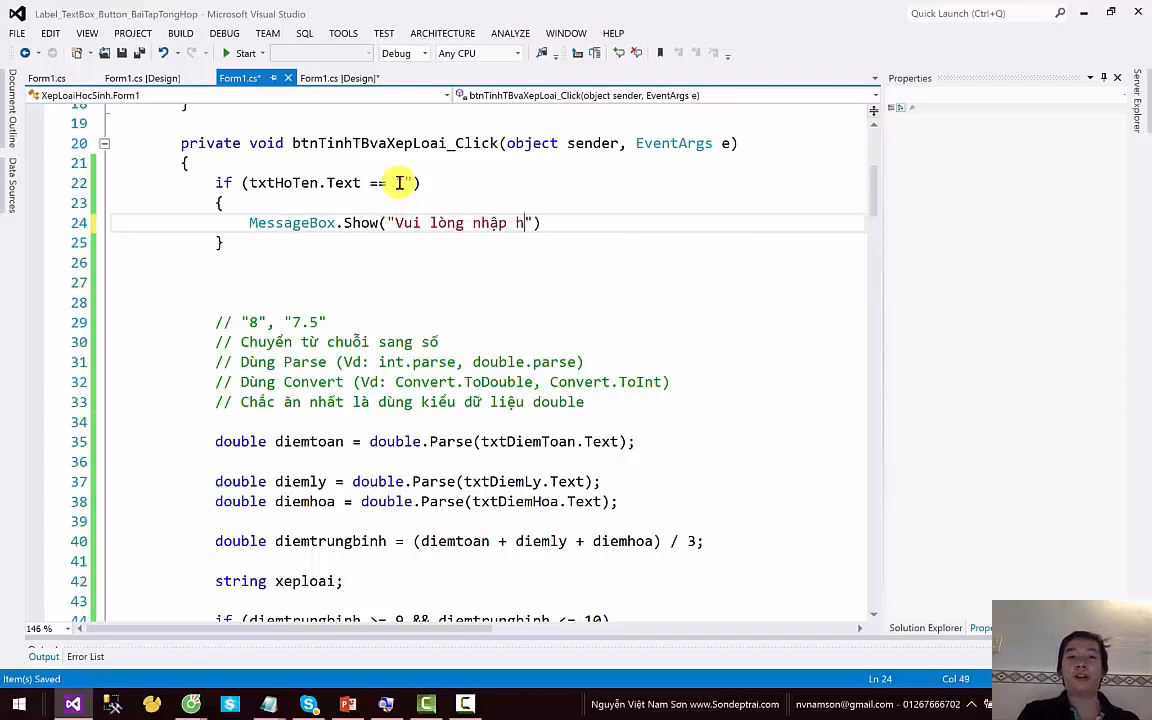 Label_TextBox_Button_BaiTapTongHop - Microsoft Visual Studio
Quick Launch (Ctrl+Q)
FILE EDIT VIEW PROJECT BUILD DEBUG TEAM SQL TOOLS TEST ARCHITECTURE ANALYZE WINDOW HELP
Start Debug Any CPU
Form1.cs Form1.cs [Design] Form1.cs* Form1.cs [Design]* Properties
XepLoaiHocSinh.Form1 btnTinhTBvaXepLoai_Click(object sender, EventArgs e)
Document Outline
Data Sources
Server Explorer
18 }
19
20 private void btnTinhTBvaXepLoai_Click(object sender, EventArgs e)
21 {
22 if (txtHoTen.Text == "")
23 {
24 MessageBox.Show("Vui lòng nhập h")
25 }
26
27
28
29 // "8", "7.5"
30 // Chuyển từ chuỗi sang số
31 // Dùng Parse (Vd: int.parse, double.parse)
32 // Dùng Convert (Vd: Convert.ToDouble, Convert.ToInt)
33 // Chắc ăn nhất là dùng kiểu dữ liệu double
34
35 double diemtoan = double.Parse(txtDiemToan.Text);
36
37 double diemly = double.Parse(txtDiemLy.Text);
38 double diemhoa = double.Parse(txtDiemHoa.Text);
39
40 double diemtrungbinh = (diemtoan + diemly + diemhoa) / 3;
41
42 string xeploai;
43
44 if (diemtrungbinh >= 9 && diemtrungbinh <= 10)
146 %
Solution Explorer
Output Error List
Item(s) Saved Ln 24 Col 49
Nguyễn Việt Nam Sơn www.Sondeptrai.com nvnamson@gmail.com - 01267666702